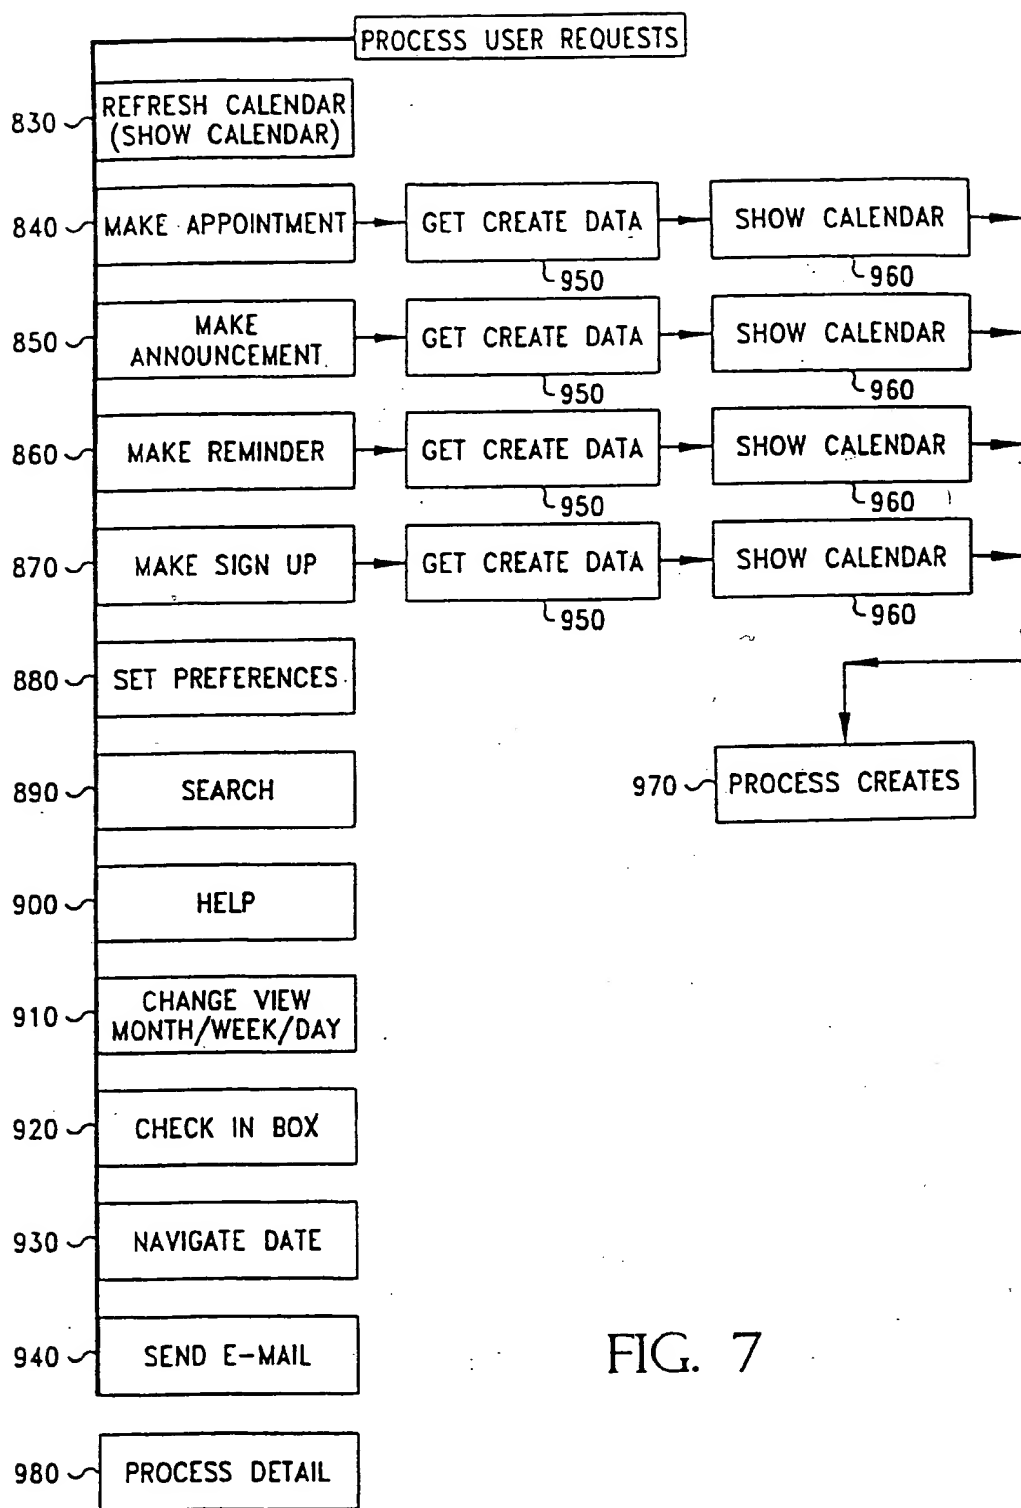 PROCESS USER REQUESTS
830
REFRESH CALENDAR
(SHOW CALENDAR)
840
MAKE APPOINTMENT
GET CREATE DATA
SHOW CALENDAR
950
960
850
MAKE
ANNOUNCEMENT
GET CREATE DATA
SHOW CALENDAR
950
960
860
MAKE REMINDER
GET CREATE DATA
SHOW CALENDAR
950
960
870
MAKE SIGN UP
GET CREATE DATA
SHOW CALENDAR
950
960
880
SET PREFERENCES
890
SEARCH
970
PROCESS CREATES
900
HELP
910
CHANGE VIEW
MONTH/WEEK/DAY
920
CHECK IN BOX
930
NAVIGATE DATE
940
SEND E-MAIL
FIG. 7
980
PROCESS DETAIL